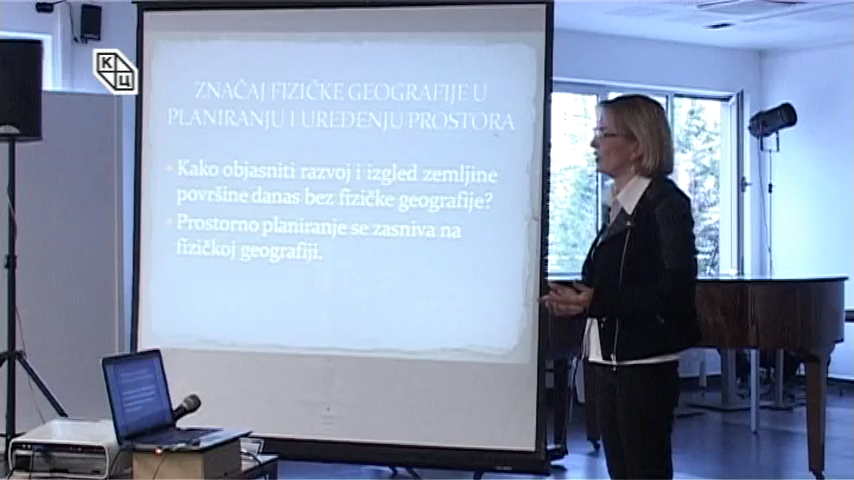 КЦ
ZNAČAJ FIZIČKE GEOGRAFIJE U
PLANIRANJU I UREĐENJU PROSTORA
Kako objasniti razvoj i izgled zemljine
površine danas bez fizičke geografije?
Prostorno planiranje se zasniva na
fizičkoj geografiji.